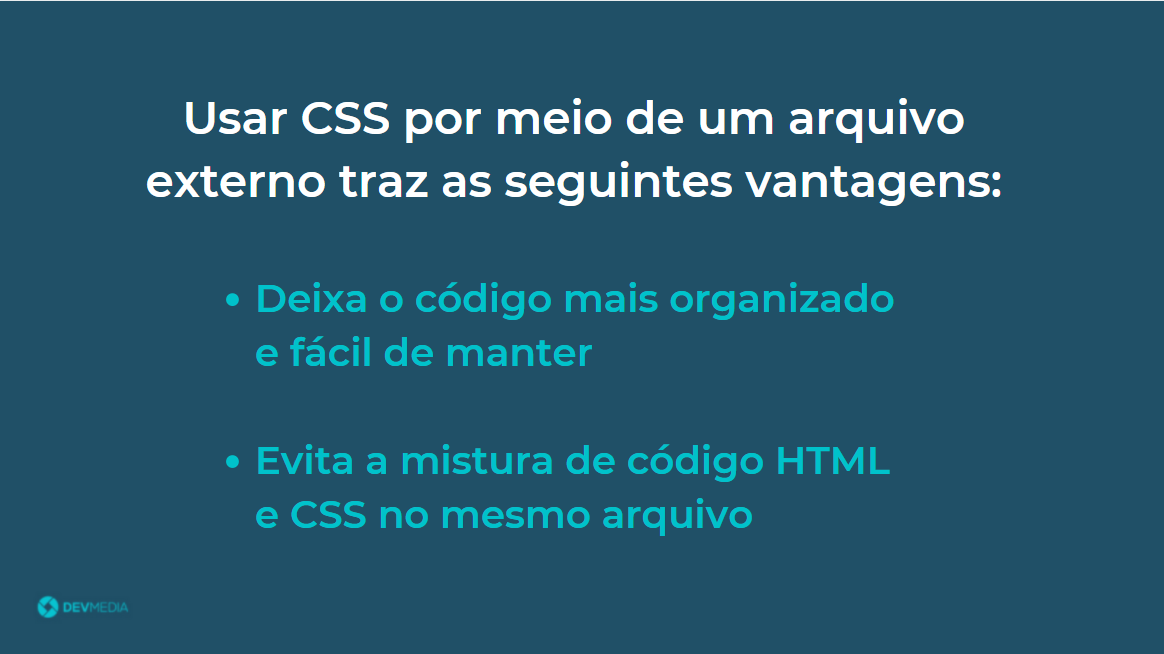 Usar CSS por meio de um arquivo
externo traz as seguintes vantagens:
• Deixa o código mais organizado
e fácil de manter
• Evita a mistura de código HTML
e CSS no mesmo arquivo
DEVMEDIA